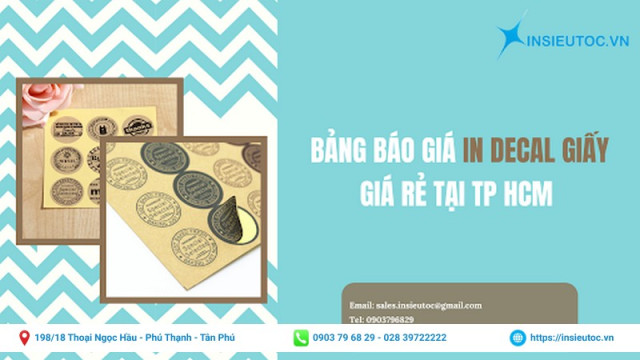 INSIEUTOC.VN
BẢNG BÁO GIÁ IN DECAL GIẤY
GIÁ RẺ TẠI TP HCM
Email: sales.insieutoc@gmail.com
Tel: 0903796829
198/18 Thoại Ngọc Hầu - Phú Thạnh - Tân Phú
0903 79 68 29 - 028 39722222
https://insieutoc.vn